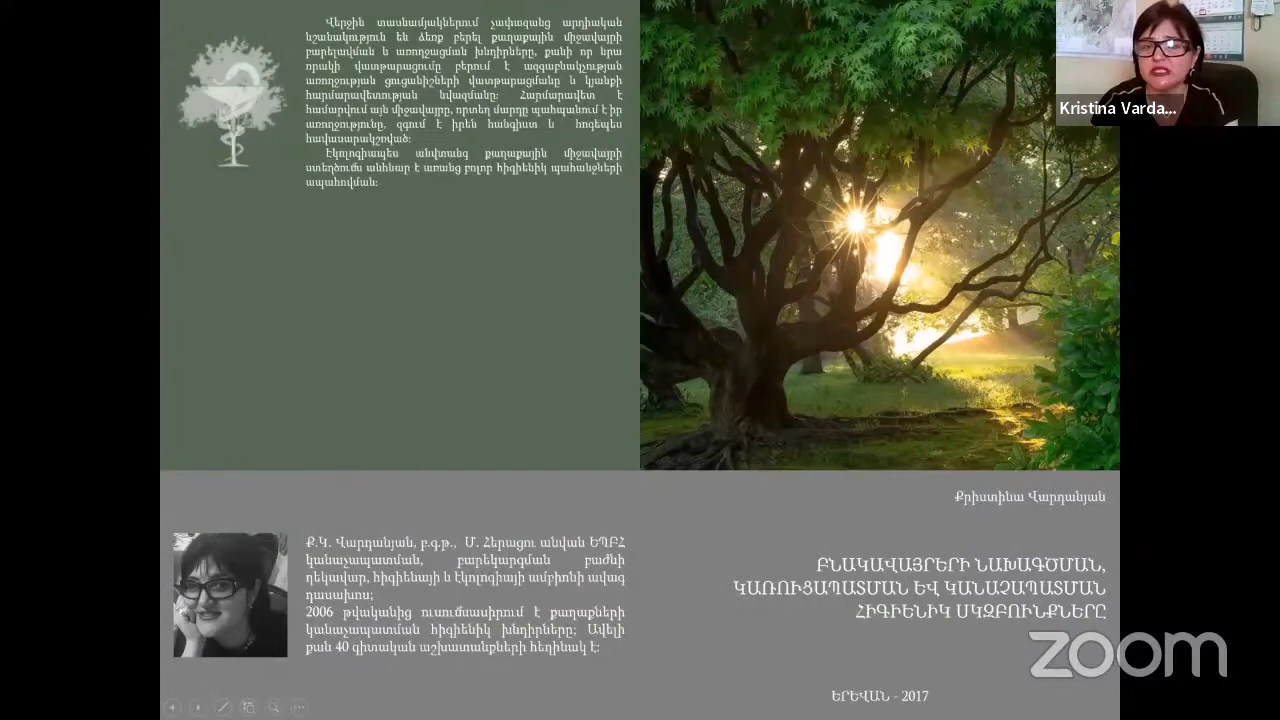 Վերջին տասնամյակներում չափազանց արդիական
նշանակություն են ձեռք բերել քաղաքային միջավայրի
բարելավման և առողջացման խնդիրները, քանի որ նրա
որակի վատթարացումը բերում է ազգաբնակչության
առողջության ցուցանիշների վատթարացմանը և կյանքի
հարմարավետության նվազմանը: Հարմարավետ է
համարվում այն միջավայրը, որտեղ մարդը պահպանում է իր
առողջությունը, զգում է իրեն հանգիստ և հոգեպես
հավասարակշռված:
Էկոլոգիապես անվտանգ քաղաքային միջավայրի
ստեղծումն անհնար է առանց բոլոր հիգիենիկ պահանջների
ապահովման:
Kristina Varda...
Քրիստինա Վարդանյան
Ք.Կ. Վարդանյան, բ.գ.թ., Մ. Հերացու անվան ԵՊԲՀ
կանաչապատման, բարեկարգման բաժնի
ղեկավար, հիգիենայի և էկոլոգիայի ամբիոնի ավագ
դասախոս;
2006 թվականից ուսումնասիրում է քաղաքների
կանաչապատման հիգիենիկ խնդիրները; Ավելի
քան 40 գիտական աշխատանքների հեղինակ է:
ԲՆԱԿԱՎԱՅՐԵՐԻ ՆԱԽԱԳԾՄԱՆ,
ԿԱՌՈՒՑԱՊԱՏՄԱՆ ԵՎ ԿԱՆԱՉԱՊԱՏՄԱՆ
ՀԻԳԻԵՆԻԿ ՍԿԶԲՈՒՆՔՆԵՐԸ
zoom
ԵՐԵՎԱՆ - 2017